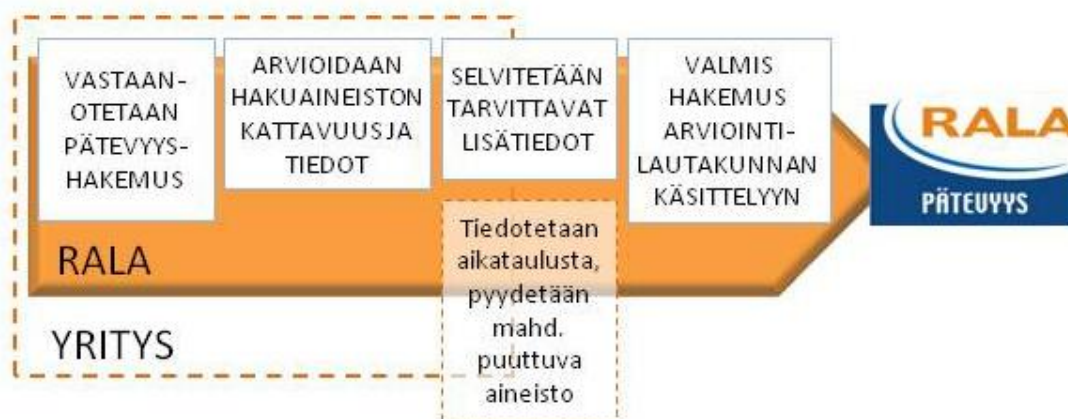 VASTAAN-
OTETAAN
PÄTEVYYS-
HAKEMUS
ARVIOIDAAN
HAKUAINEISTON
KATTAVUUS JA
TIEDOT
SELVITETÄÄN
TARVITTAVAT
LISÄTIEDOT
VALMIS
HAKEMUS
ARVIOINTI-
LAUTAKUNNAN
KÄSITTELYYN
RALA
PÄTEVYYS
RALA
Tiedotetaan
aikataulusta,
pyydetään
mahd.
puuttuva
aineisto
YRITYS